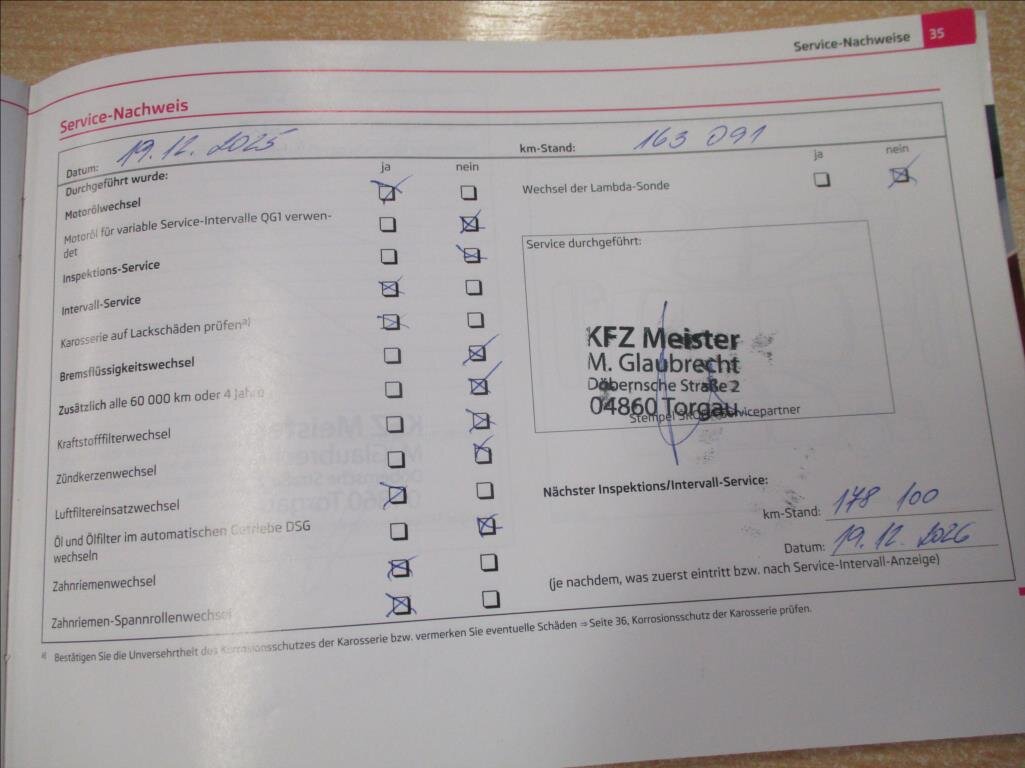 Service-Nachweise 35
Service-Nachweis
Datum: 19.12.2025
km-Stand: 163 091
Durchgeführt wurde: ja nein
ja nein
Motorölwechsel
Wechsel der Lambda-Sonde
Motoröl für variable Service-Intervalle QG1 verwen-
det
Inspektions-Service
Intervall-Service
Karosserie auf Lackschäden prüfen a)
Bremsflüssigkeitswechsel
Zusätzlich alle 60 000 km oder 4 Jahre
Kraftstofffilterwechsel
Zündkerzenwechsel
Luftfiltereinsatzwechsel
Öl und Ölfilter im automatischen Getriebe DSG
wechseln
Zahnriemenwechsel
Zahnriemen-Spannrollenwechsel
Service durchgeführt:
KFZ Meister
M. Glaubrecht
Döbernsche Straße 2
04860 Torgau
Stempel ŠKODA Servicepartner
Nächster Inspektions/Intervall-Service:
km-Stand: 178 100
Datum: 19.12.2026
(je nachdem, was zuerst eintritt bzw. nach Service-Intervall-Anzeige)
a) Bestätigen Sie die Unversehrtheit des Korrosionsschutzes der Karosserie bzw. vermerken Sie eventuelle Schäden ⇒ Seite 36, Korrosionsschutz der Karosserie prüfen.